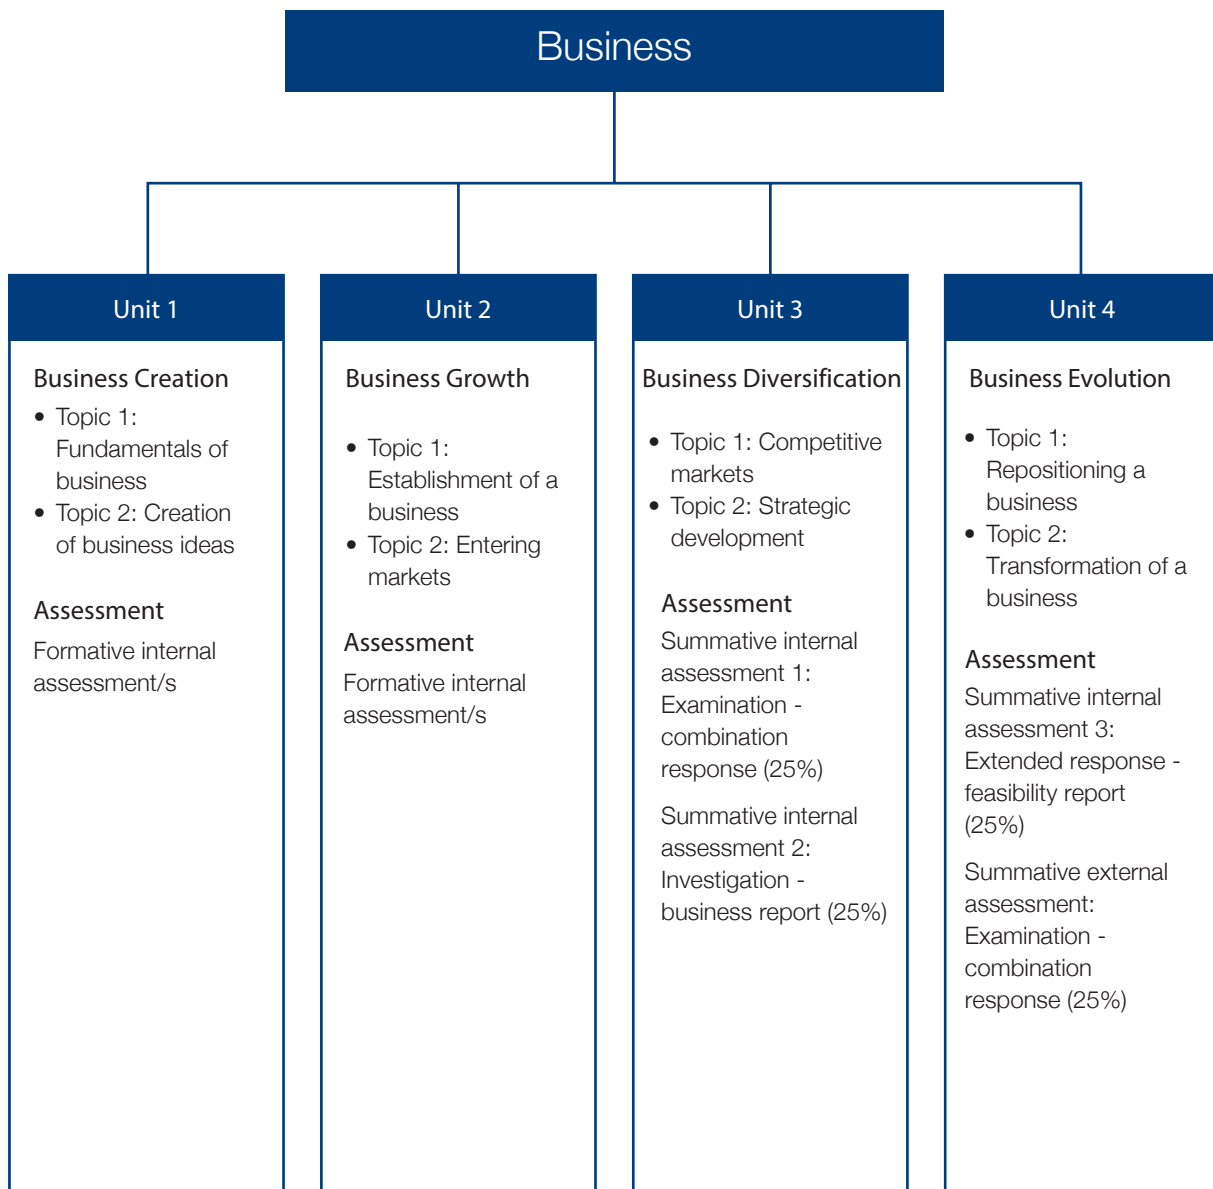 Business
Unit 1
Business Creation
• Topic 1:
Fundamentals of
business
• Topic 2: Creation
of business ideas
Assessment
Formative internal
assessment/s
Unit 2
Business Growth
• Topic 1:
Establishment of a
business
• Topic 2: Entering
markets
Assessment
Formative internal
assessment/s
Unit 3
Business Diversification
• Topic 1: Competitive
markets
• Topic 2: Strategic
development
Assessment
Summative internal
assessment 1:
Examination -
combination
response (25%)
Summative internal
assessment 2:
Investigation -
business report (25%)
Unit 4
Business Evolution
• Topic 1:
Repositioning a
business
• Topic 2:
Transformation of a
business
Assessment
Summative internal
assessment 3:
Extended response -
feasibility report
(25%)
Summative external
assessment:
Examination -
combination
response (25%)